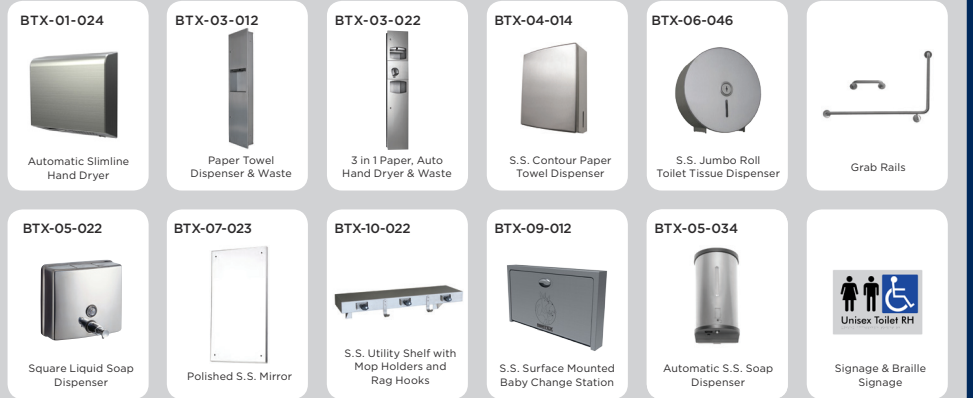 BTX-01-024
Automatic Slimline
Hand Dryer
BTX-03-012
Paper Towel
Dispenser & Waste
BTX-03-022
3 in 1 Paper, Auto
Hand Dryer & Waste
BTX-04-014
S.S. Contour Paper
Towel Dispenser
BTX-06-046
S.S. Jumbo Roll
Toilet Tissue Dispenser
Grab Rails
BTX-05-022
Square Liquid Soap
Dispenser
BTX-07-023
Polished S.S. Mirror
BTX-10-022
S.S. Utility Shelf with
Mop Holders and
Rag Hooks
BTX-09-012
S.S. Surface Mounted
Baby Change Station
BTX-05-034
Automatic S.S. Soap
Dispenser
Unisex Toilet RH
Signage & Braille
Signage